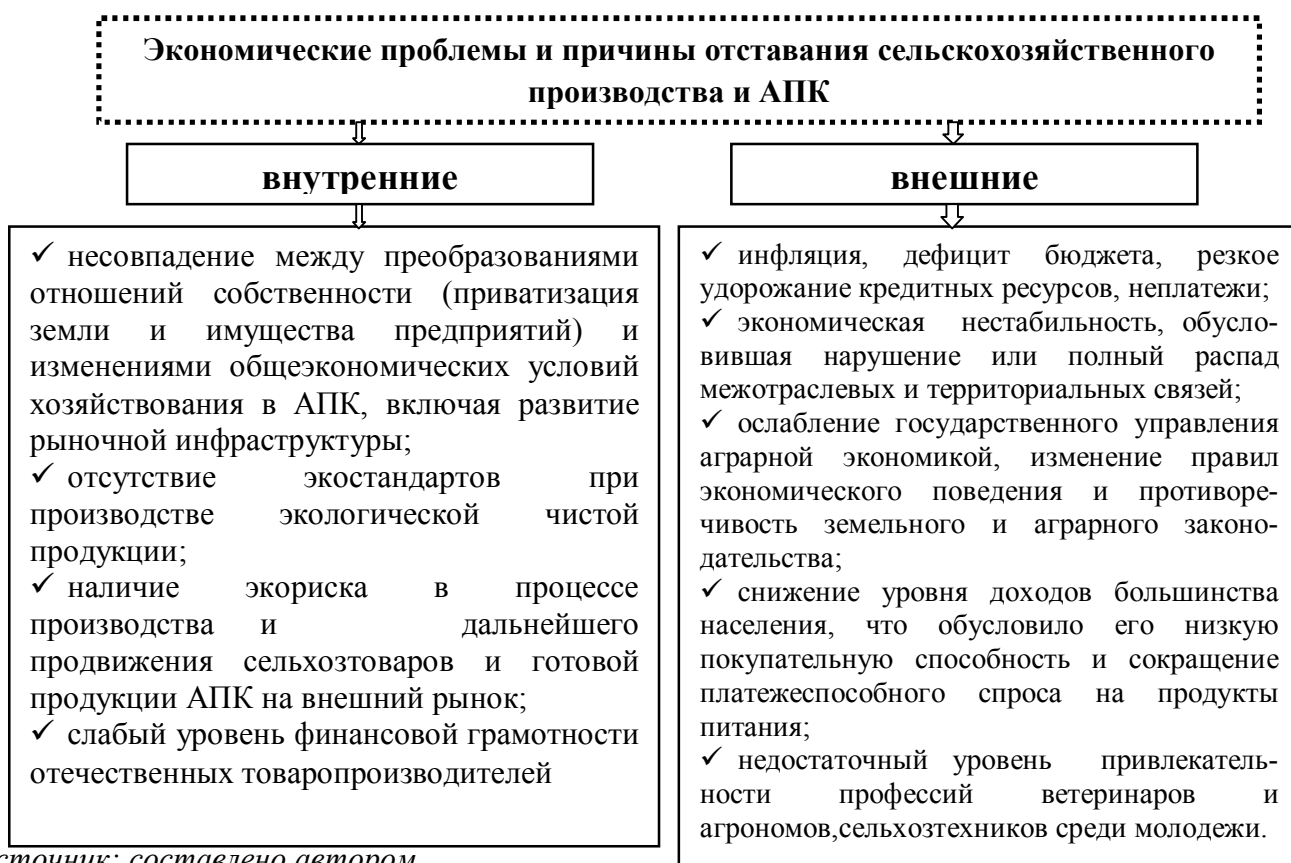 Экономические проблемы и причины отставания сельскохозяйственного
производства и АПК
внутренние
внешние
✓ несовпадение между преобразованиями
отношений собственности (приватизация
земли и имущества предприятий) и
изменениями общеэкономических условий
хозяйствования в АПК, включая развитие
рыночной инфраструктуры;
✓ отсутствие экостандартов при
производстве экологической чистой
продукции;
✓ наличие экориска в процессе
производства и дальнейшего
продвижения сельхозтоваров и готовой
продукции АПК на внешний рынок;
✓ слабый уровень финансовой грамотности
отечественных товаропроизводителей
✓ инфляция, дефицит бюджета, резкое
удорожание кредитных ресурсов, неплатежи;
✓ экономическая нестабильность, обусло-
вившая нарушение или полный распад
межотраслевых и территориальных связей;
✓ ослабление государственного управления
аграрной экономикой, изменение правил
экономического поведения и противоре-
чивость земельного и аграрного законо-
дательства;
✓ снижение уровня доходов большинства
населения, что обусловило его низкую
покупательную способность и сокращение
платежеспособного спроса на продукты
питания;
✓ недостаточный уровень привлекатель-
ности профессий ветеринаров и
агрономов,сельхозтехников среди молодежи.
сточник: составлено автором